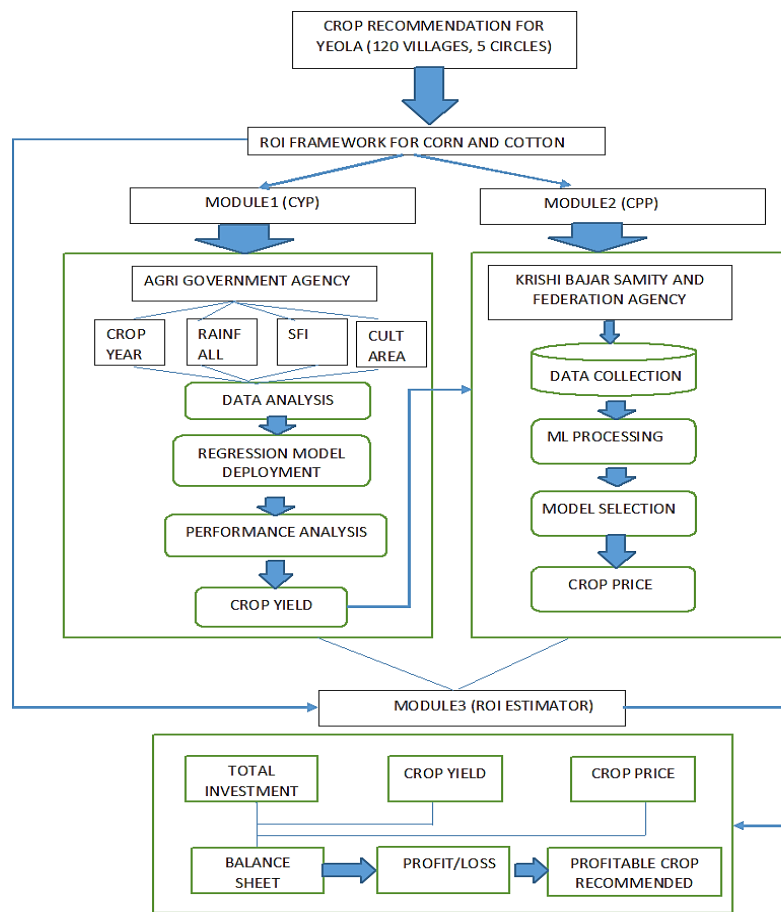 CROP RECOMMENDATION FOR
YEOLA (120 VILLAGES, 5 CIRCLES)
ROI FRAMEWORK FOR CORN AND COTTON
MODULE1 (CYP)
MODULE2 (CPP)
AGRI GOVERNMENT AGENCY
CROP
YEAR
RAINF
ALL
SFI
CULT
AREA
DATA ANALYSIS
REGRESSION MODEL
DEPLOYMENT
PERFORMANCE ANALYSIS
CROP YIELD
KRISHI BAJAR SAMITY AND
FEDERATION AGENCY
DATA COLLECTION
ML PROCESSING
MODEL SELECTION
CROP PRICE
MODULE3 (ROI ESTIMATOR)
TOTAL
INVESTMENT
CROP YIELD
CROP PRICE
BALANCE
SHEET
PROFIT/LOSS
PROFITABLE CROP
RECOMMENDED